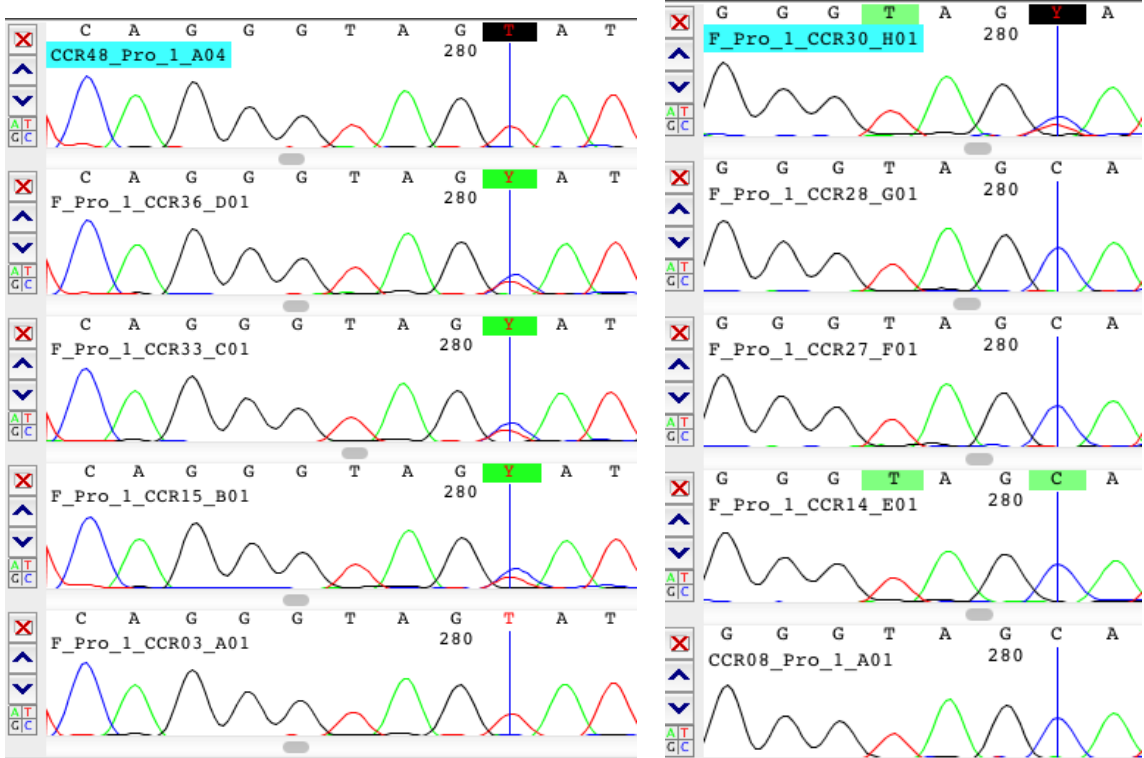 C A G G G T A G T A T
280
CCR48_Pro_1_A04
A T
G C
C A G G G T A G Y A T
280
F_Pro_1_CCR36_D01
A T
G C
C A G G G T A G Y A T
280
F_Pro_1_CCR33_C01
A T
G C
C A G G G T A G Y A T
280
F_Pro_1_CCR15_B01
A T
G C
C A G G G T A G T A T
280
F_Pro_1_CCR03_A01
A T
G C
G G G T A G Y A
280
F_Pro_1_CCR30_H01
A T
G C
G G G T A G C A
280
F_Pro_1_CCR28_G01
A T
G C
G G G T A G C A
280
F_Pro_1_CCR27_F01
A T
G C
G G G T A G C A
280
F_Pro_1_CCR14_E01
A T
G C
G G G T A G C A
280
CCR08_Pro_1_A01
A T
G C